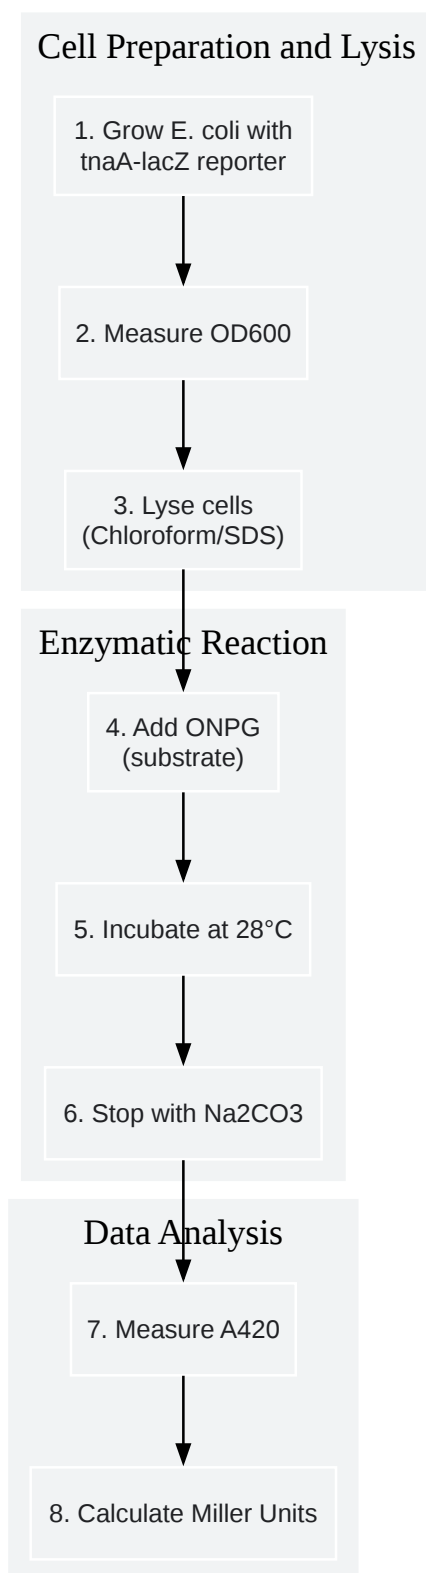 Cell Preparation and Lysis
1. Grow E. coli with
tnaA-lacZ reporter
2. Measure OD600
3. Lyse cells
(Chloroform/SDS)
Enzymatic Reaction
4. Add ONPG
(substrate)
5. Incubate at 28°C
6. Stop with Na2CO3
Data Analysis
7. Measure A420
8. Calculate Miller Units